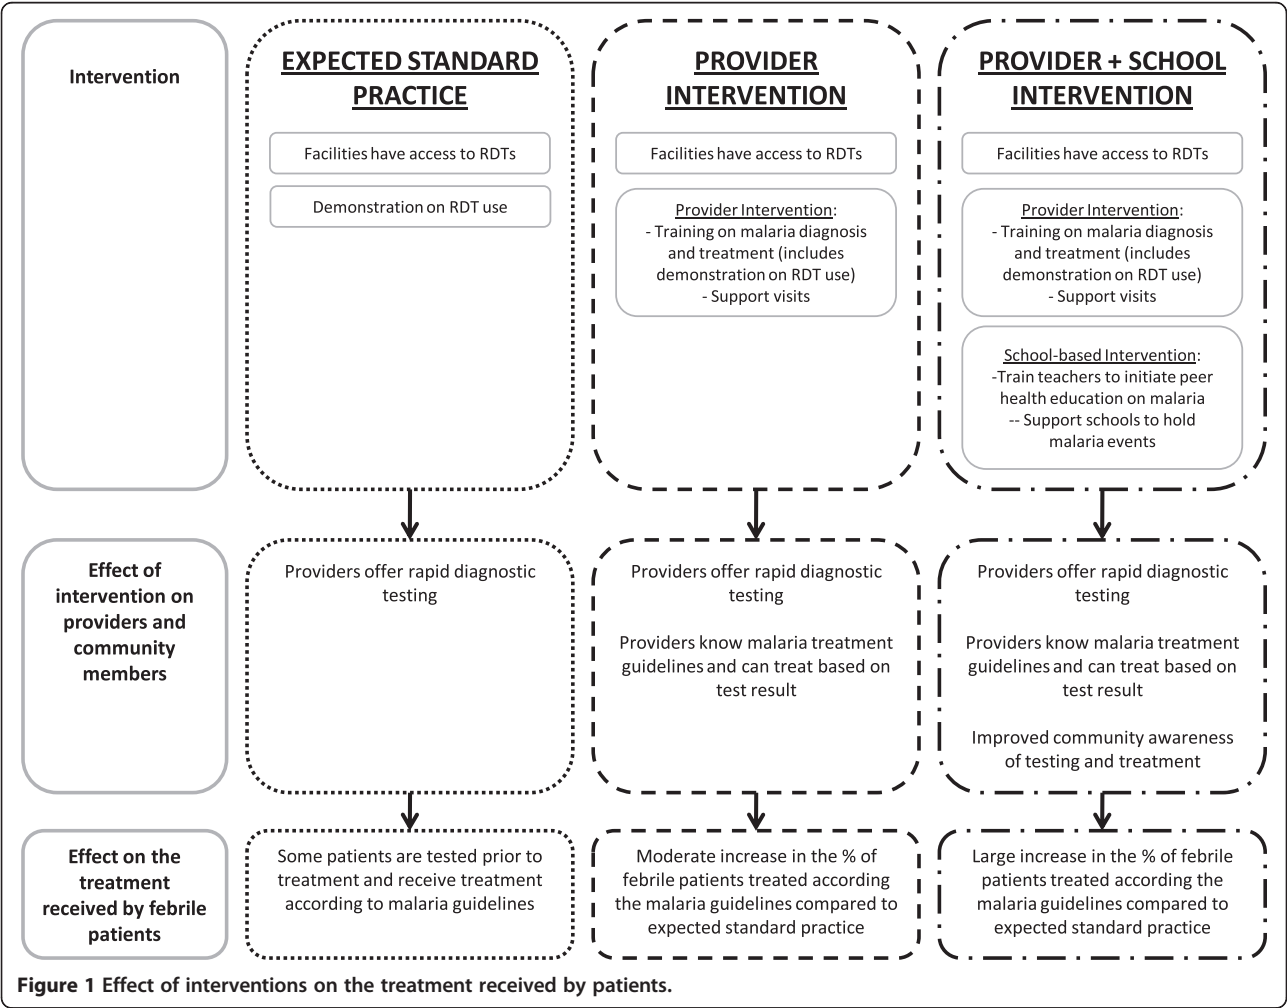 Intervention
EXPECTED STANDARD
PRACTICE
Facilities have access to RDTs
Demonstration on RDT use
PROVIDER
INTERVENTION
Facilities have access to RDTs
Provider Intervention:
- Training on malaria diagnosis
and treatment (includes
demonstration on RDT use)
- Support visits
PROVIDER + SCHOOL
INTERVENTION
Facilities have access to RDTs
Provider Intervention:
- Training on malaria diagnosis
and treatment (includes
demonstration on RDT use)
- Support visits
School-based Intervention:
-Train teachers to initiate peer
health education on malaria
-- Support schools to hold
malaria events
Effect of
intervention on
providers and
community
members
Providers offer rapid diagnostic
testing
Providers offer rapid diagnostic
testing
Providers know malaria treatment
guidelines and can treat based on
test result
Providers offer rapid diagnostic
testing
Providers know malaria treatment
guidelines and can treat based on
test result
Improved community awareness
of testing and treatment
Effect on the
treatment
received by febrile
patients
Some patients are tested prior to
treatment and receive treatment
according to malaria guidelines
Moderate increase in the % of
febrile patients treated according
the malaria guidelines compared to
expected standard practice
Large increase in the % of febrile
patients treated according the
malaria guidelines compared to
expected standard practice
Figure 1 Effect of interventions on the treatment received by patients.